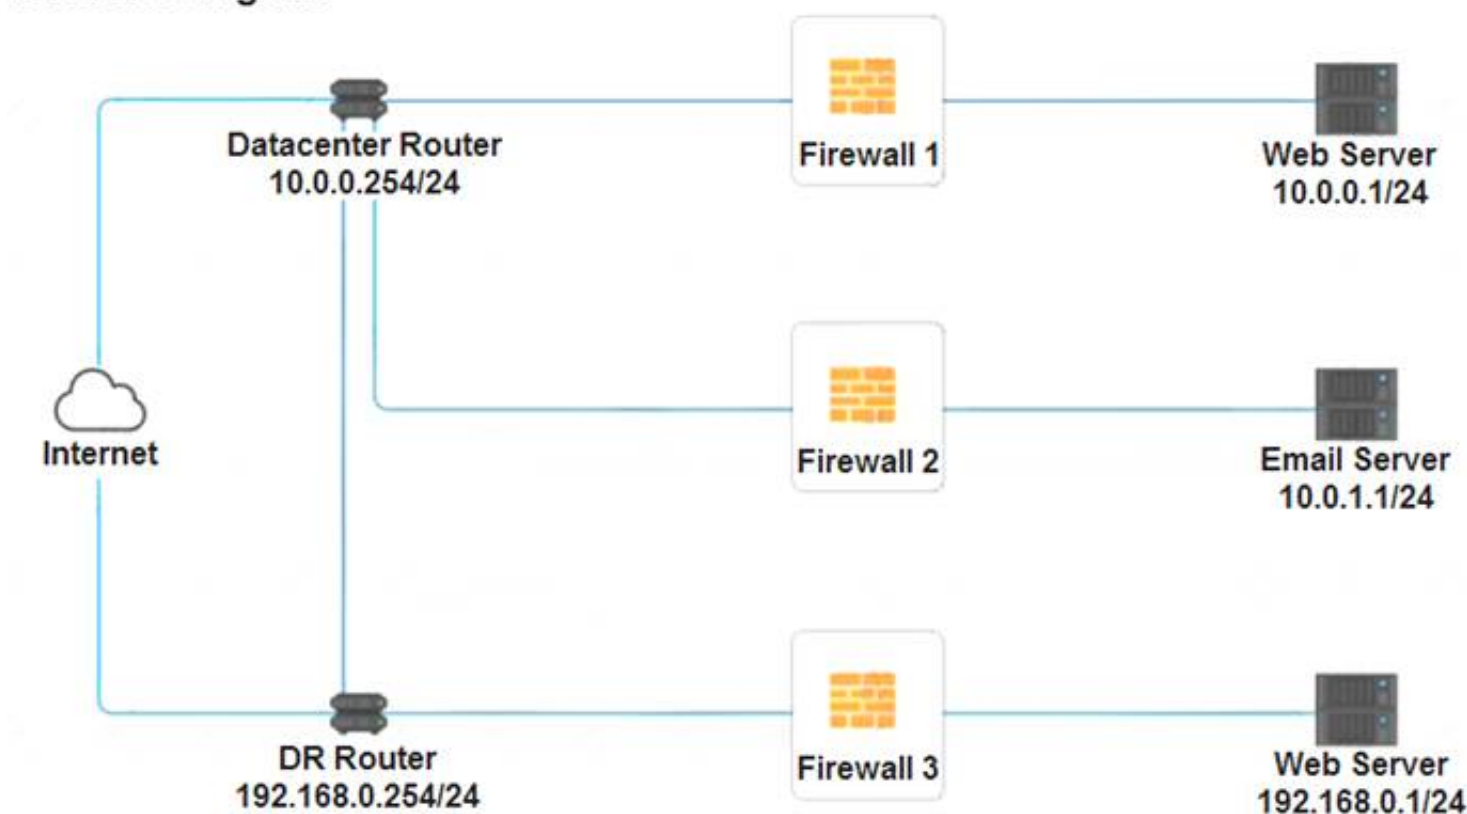 Datacenter Router
10.0.0.254/24
Firewall 1
Web Server
10.0.0.1/24
Internet
Firewall 2
Email Server
10.0.1.1/24
DR Router
192.168.0.254/24
Firewall 3
Web Server
192.168.0.1/24